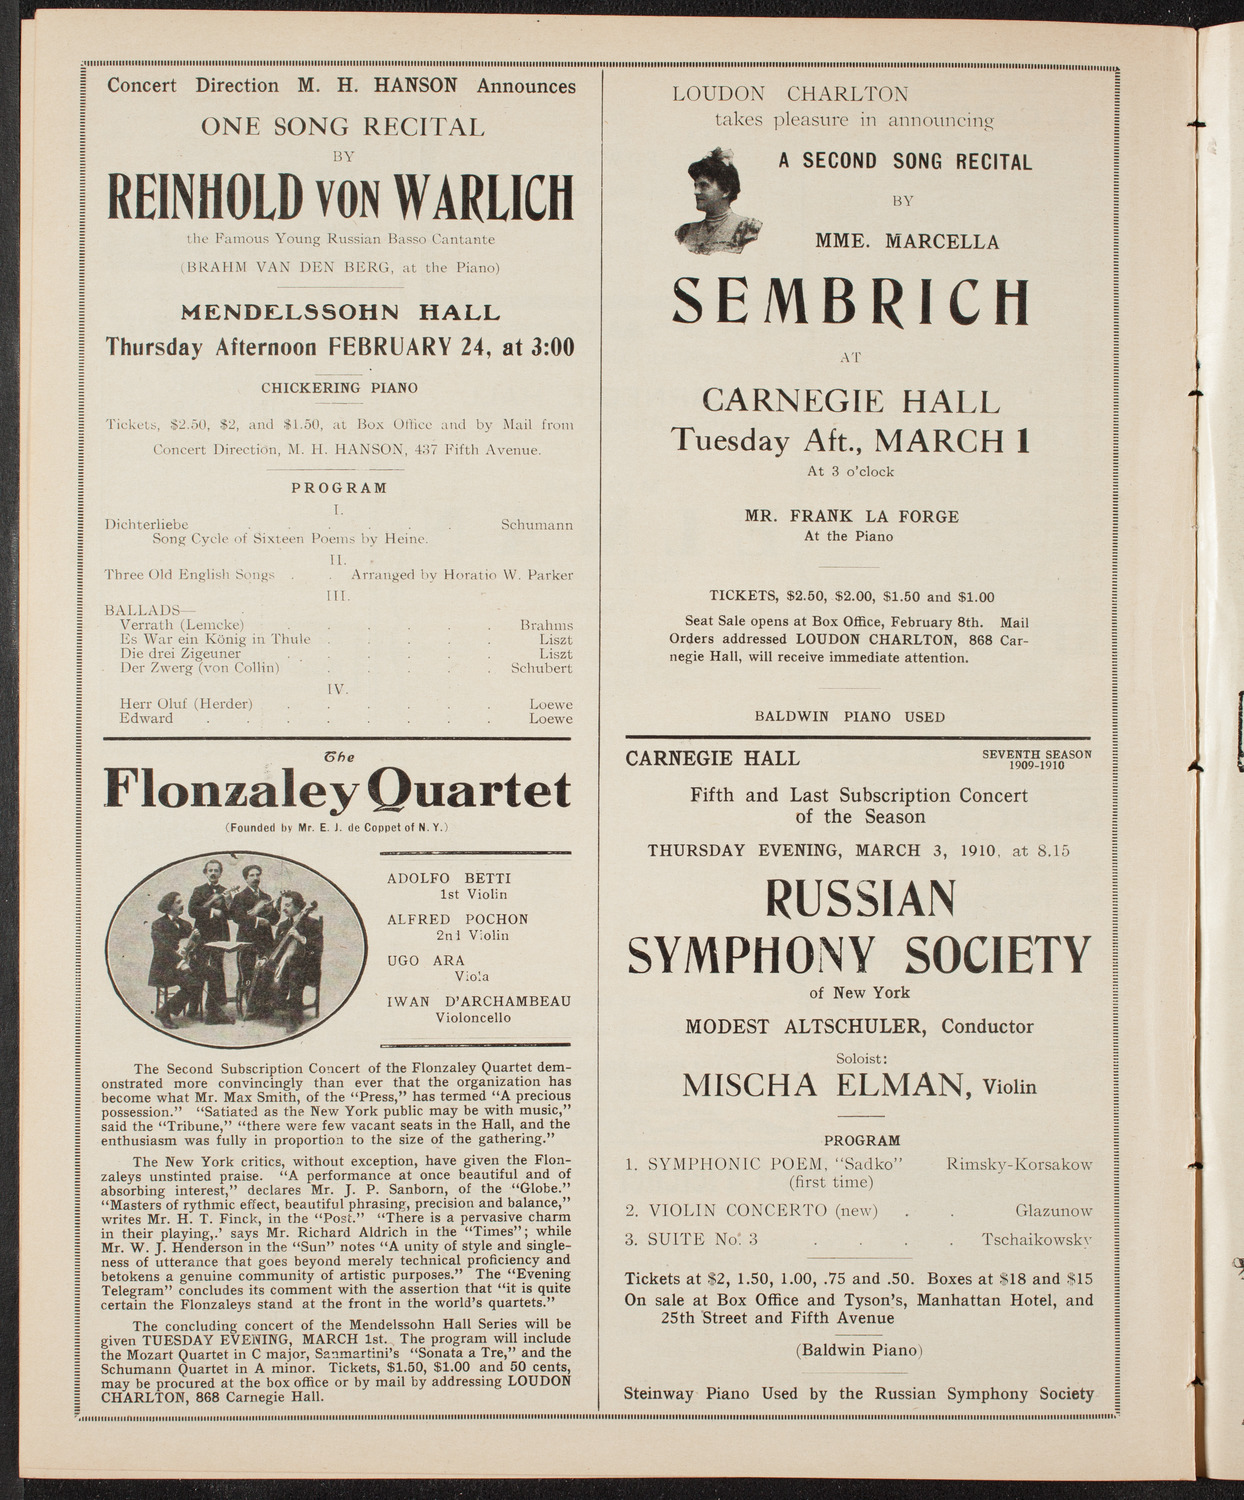 Concert Direction M. H. HANSON Announces
ONE SONG RECITAL
BY
REINHOLD VON WARLICH
the Famous Young Russian Basso Cantante
(BRAHM VAN DEN BERG, at the Piano)
MENDELSSOHN HALL
Thursday Afternoon FEBRUARY 24, at 3:00
CHICKERING PIANO
Tickets, $2.50, $2, and $1.50, at Box Office and by Mail from
Concert Direction, M. H. HANSON, 437 Fifth Avenue.
PROGRAM
I.
Dichterliebe . . . . . . Schumann
Song Cycle of Sixteen Poems by Heine.
II.
Three Old English Songs . . Arranged by Horatio W. Parker
III.
BALLADS—
Verrath (Lemcke) . . . . . . Brahms
Es War ein König in Thule . . . . . Liszt
Die drei Zigeuner . . . . . . Liszt
Der Zwerg (von Collin) . . . . . Schubert
IV.
Herr Oluf (Herder) . . . . . Loewe
Edward . . . . . . . . Loewe
The
Flonzaley Quartet
(Founded by Mr. E. J. de Coppet of N. Y.)
ADOLFO BETTI
1st Violin
ALFRED POCHON
2nd Violin
UGO ARA
Viola
IWAN D'ARCHAMBEAU
Violoncello
The Second Subscription Concert of the Flonzaley Quartet dem-
onstrated more convincingly than ever that the organization has
become what Mr. Max Smith, of the "Press," has termed "A precious
possession." "Satiated as the New York public may be with music,"
said the "Tribune," "there were few vacant seats in the Hall, and the
enthusiasm was fully in proportion to the size of the gathering."
The New York critics, without exception, have given the Flon-
zaleys unstinted praise. "A performance at once beautiful and of
absorbing interest," declares Mr. J. P. Sanborn, of the "Globe."
"Masters of rythmic effect, beautiful phrasing, precision and balance,"
writes Mr. H. T. Finck, in the "Post." "There is a pervasive charm
in their playing,.' says Mr. Richard Aldrich in the "Times"; while
Mr. W. J. Henderson in the "Sun" notes "A unity of style and single-
ness of utterance that goes beyond merely technical proficiency and
betokens a genuine community of artistic purposes." The "Evening
Telegram" concludes its comment with the assertion that "it is quite
certain the Flonzaleys stand at the front in the world's quartets."
The concluding concert of the Mendelssohn Hall Series will be
given TUESDAY EVENING, MARCH 1st. The program will include
the Mozart Quartet in C major, Sanmartini's "Sonata a Tre," and the
Schumann Quartet in A minor. Tickets, $1.50, $1.00 and 50 cents,
may be procured at the box office or by mail by addressing LOUDON
CHARLTON, 868 Carnegie Hall.
LOUDON CHARLTON
takes pleasure in announcing
A SECOND SONG RECITAL
BY
MME. MARCELLA
SEMBRICH
AT
CARNEGIE HALL
Tuesday Aft., MARCH 1
At 3 o'clock
MR. FRANK LA FORGE
At the Piano
TICKETS, $2.50, $2.00, $1.50 and $1.00
Seat Sale opens at Box Office, February 8th. Mail
Orders addressed LOUDON CHARLTON, 868 Car-
negie Hall, will receive immediate attention.
BALDWIN PIANO USED
CARNEGIE HALL SEVENTH SEASON
1909-1910
Fifth and Last Subscription Concert
of the Season
THURSDAY EVENING, MARCH 3, 1910, at 8.15
RUSSIAN
SYMPHONY SOCIETY
of New York
MODEST ALTSCHULER, Conductor
Soloist:
MISCHA ELMAN, Violin
PROGRAM
1. SYMPHONIC POEM, "Sadko" Rimsky-Korsakow
(first time)
2. VIOLIN CONCERTO (new) . . Glazunow
3. SUITE No. 3 . . . . Tschaikowsky
Tickets at $2, 1.50, 1.00, .75 and .50. Boxes at $18 and $15
On sale at Box Office and Tyson's, Manhattan Hotel, and
25th Street and Fifth Avenue
(Baldwin Piano)
Steinway Piano Used by the Russian Symphony Society